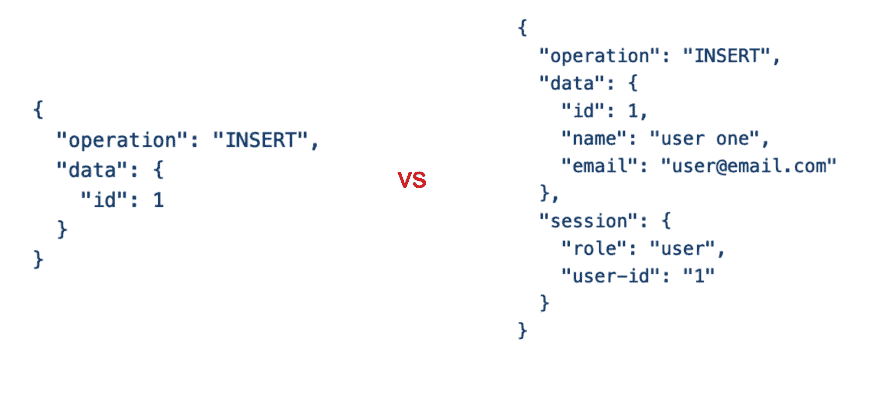 {
  "operation": "INSERT",
  "data": {
    "id": 1
  }
}
vs
{
  "operation": "INSERT",
  "data": {
    "id": 1,
    "name": "user one",
    "email": "user@email.com"
  },
  "session": {
    "role": "user",
    "user-id": "1"
  }
}